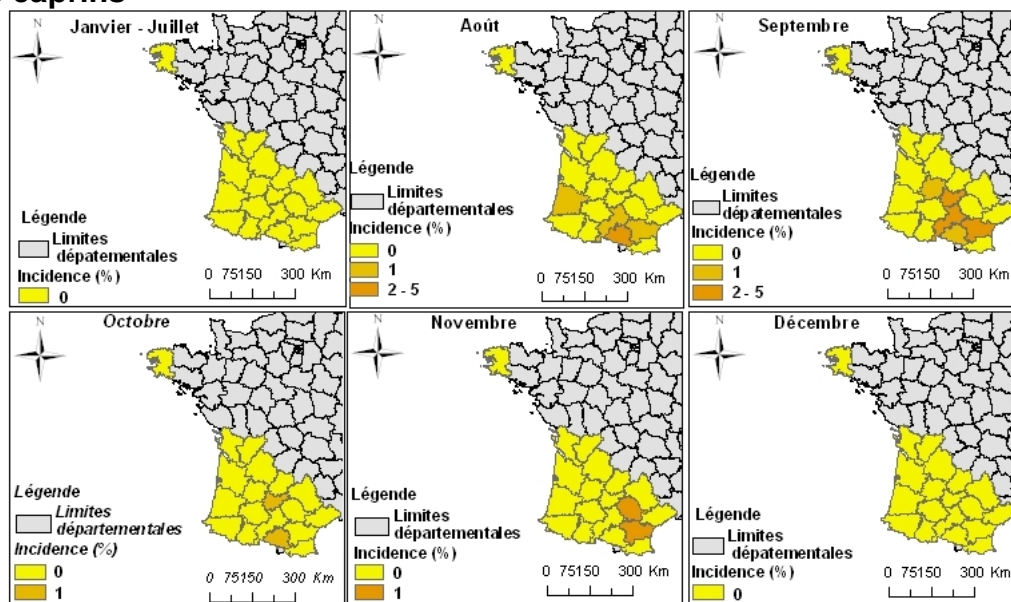 caprins
N
Janvier - Juillet
Légende
Limites
dépatementales
Incidence (%)
0
0 75150 300 Km
N
Août
Légende
Limites
départementales
Incidence (%)
0
1
2 - 5
0 75150 300 Km
N
Septembre
Légende
Limites
dépatementales
Incidence (%)
0
1
2 - 5
0 75150 300 Km
N
Octobre
Légende
Limites
départementales
Incidence (%)
0
1
0 75150 300 Km
N
Novembre
Légende
Limites
départementales
Incidence (%)
0
1
0 75150 300 Km
N
Décembre
Légende
Limites
dépatementales
Incidence (%)
0
0 75150 300 Km